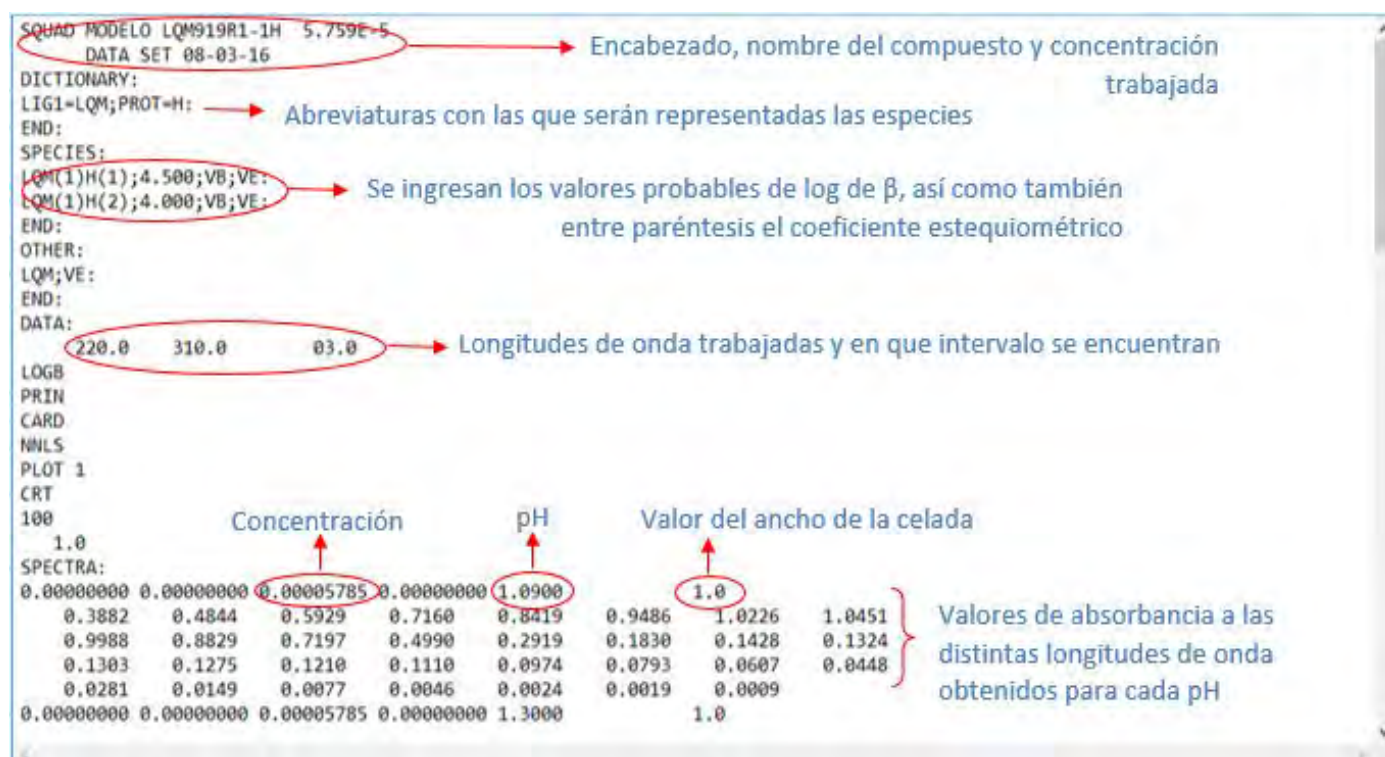 SQUAD MODELO LQM919R1-1H 5.759E-5
DATA SET 08-03-16
Encabezado, nombre del compuesto y concentración
trabajada
DICTIONARY:
LIG1=LQM;PROT=H:
Abreviaturas con las que serán representadas las especies
END:
SPECIES:
LQM(1)H(1);4.500;VB;VE:
LQM(1)H(2);4.000;VB;VE:
Se ingresan los valores probables de log de β, así como también
entre paréntesis el coeficiente estequiométrico
END:
OTHER:
LQM;VE:
END:
DATA:
220.0 310.0 03.0
Longitudes de onda trabajadas y en que intervalo se encuentran
LOGB
PRIN
CARD
NNLS
PLOT 1
CRT
100
1.0
Concentración pH Valor del ancho de la celada
SPECTRA:
0.00000000 0.00000000 0.00005785 0.00000000 1.0900 1.0
0.3882 0.4844 0.5929 0.7160 0.8419 0.9486 1.0226 1.0451
0.9988 0.8829 0.7197 0.4990 0.2919 0.1830 0.1428 0.1324
0.1303 0.1275 0.1210 0.1110 0.0974 0.0793 0.0607 0.0448
0.0281 0.0149 0.0077 0.0046 0.0024 0.0019 0.0009
Valores de absorbancia a las
distintas longitudes de onda
obtenidos para cada pH
0.00000000 0.00000000 0.00005785 0.00000000 1.3000 1.0